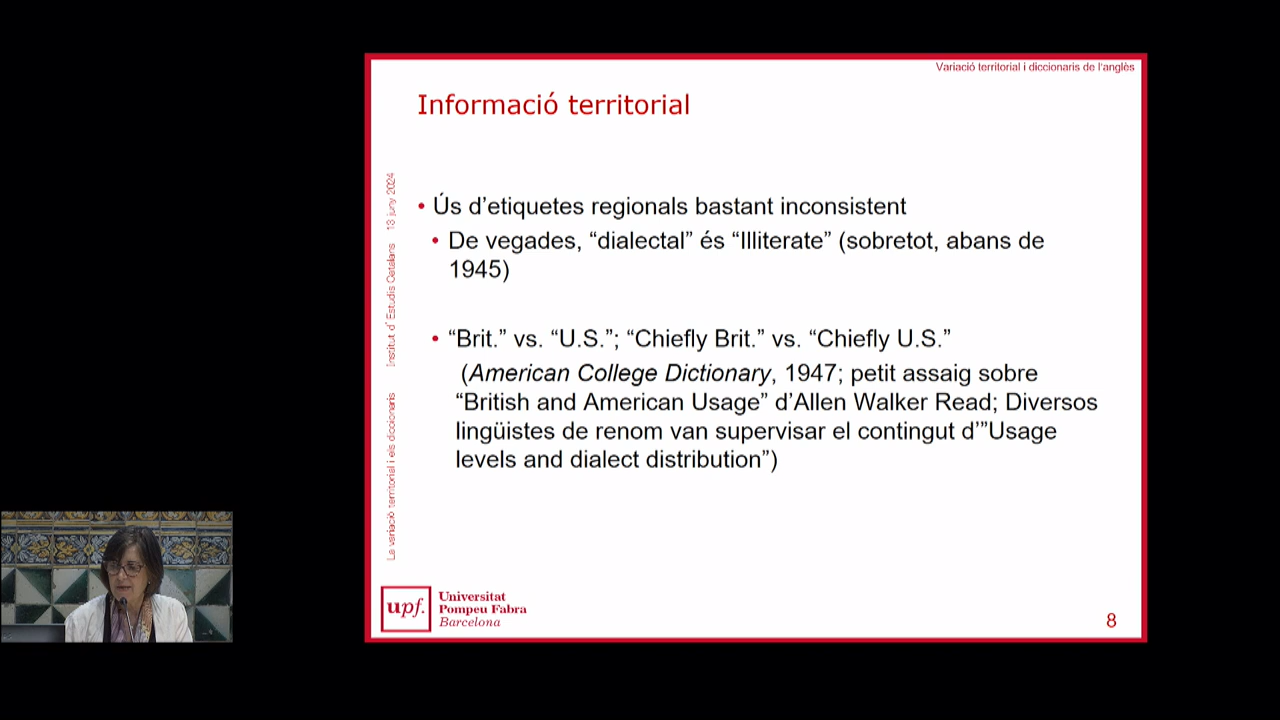 Variació territorial i diccionaris de l'anglès
Informació territorial
• Ús d’etiquetes regionals bastant inconsistent
• De vegades, “dialectal” és “Illiterate” (sobretot, abans de
1945)
• “Brit.” vs. “U.S.”; “Chiefly Brit.” vs. “Chiefly U.S.”
(American College Dictionary, 1947; petit assaig sobre
“British and American Usage” d’Allen Walker Read; Diversos
lingüistes de renom van supervisar el contingut d’”Usage
levels and dialect distribution”)
La variació territorial i els diccionaris Institut d´Estudis Catalans 13 juny 2024
upf.
Universitat
Pompeu Fabra
Barcelona
8